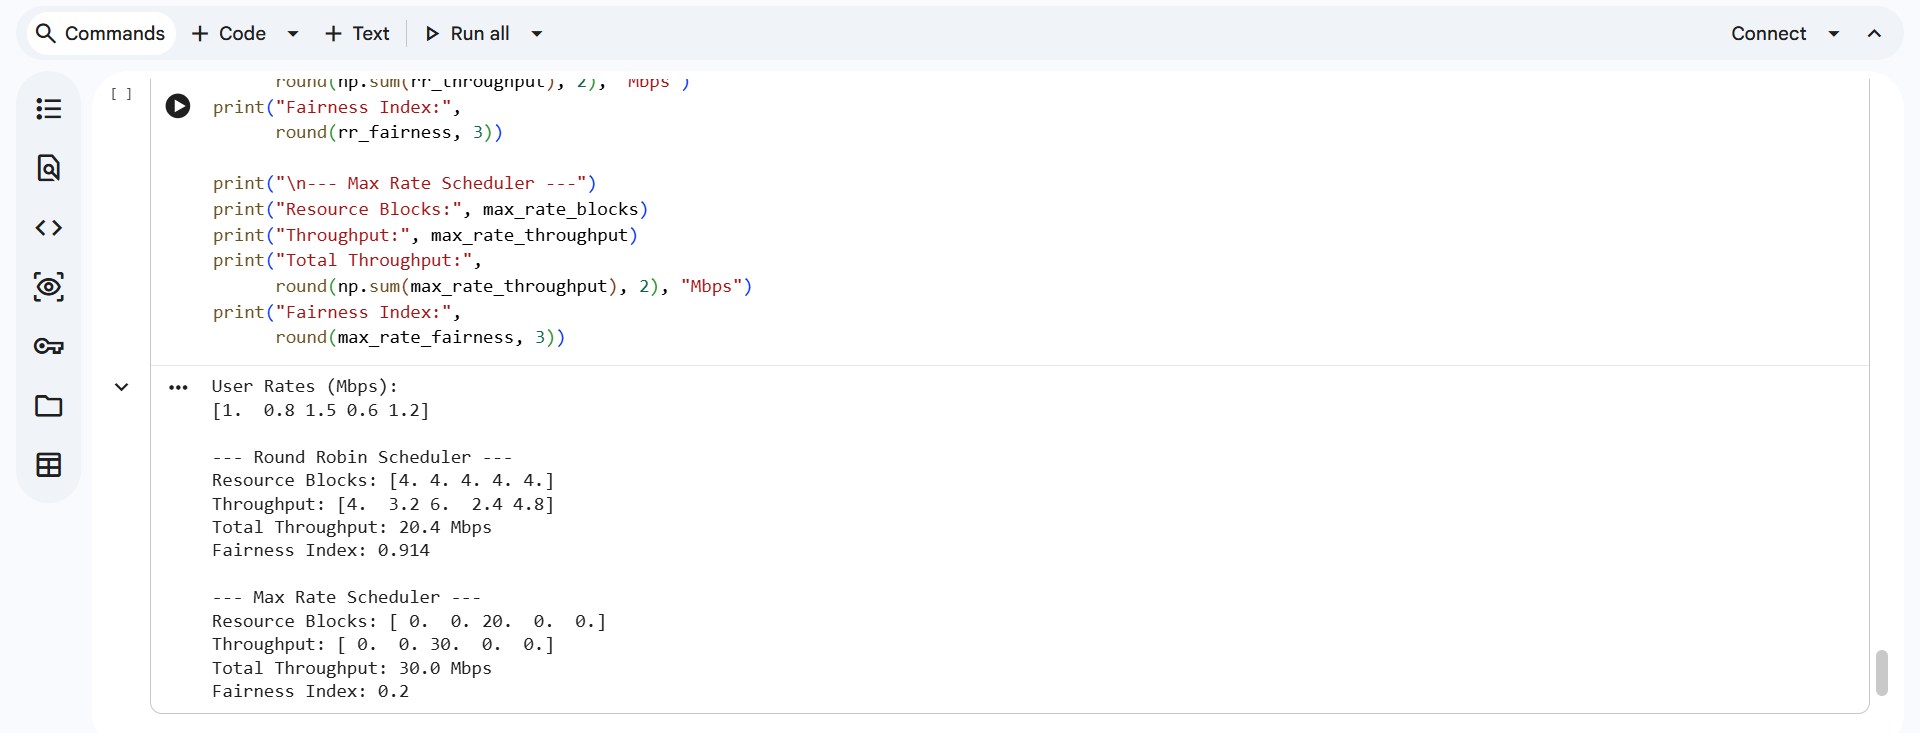 Commands + Code + Text Run all Connect
round(np.sum(rr_throughput), 2), "Mbps")
[ ] print("Fairness Index:",
round(rr_fairness, 3))
print("\n--- Max Rate Scheduler ---")
print("Resource Blocks:", max_rate_blocks)
print("Throughput:", max_rate_throughput)
print("Total Throughput:",
round(np.sum(max_rate_throughput), 2), "Mbps")
print("Fairness Index:",
round(max_rate_fairness, 3))
User Rates (Mbps):
[1.  0.8 1.5 0.6 1.2]
--- Round Robin Scheduler ---
Resource Blocks: [4. 4. 4. 4. 4.]
Throughput: [4.  3.2 6.  2.4 4.8]
Total Throughput: 20.4 Mbps
Fairness Index: 0.914
--- Max Rate Scheduler ---
Resource Blocks: [ 0.  0. 20.  0.  0.]
Throughput: [ 0.  0. 30.  0.  0.]
Total Throughput: 30.0 Mbps
Fairness Index: 0.2